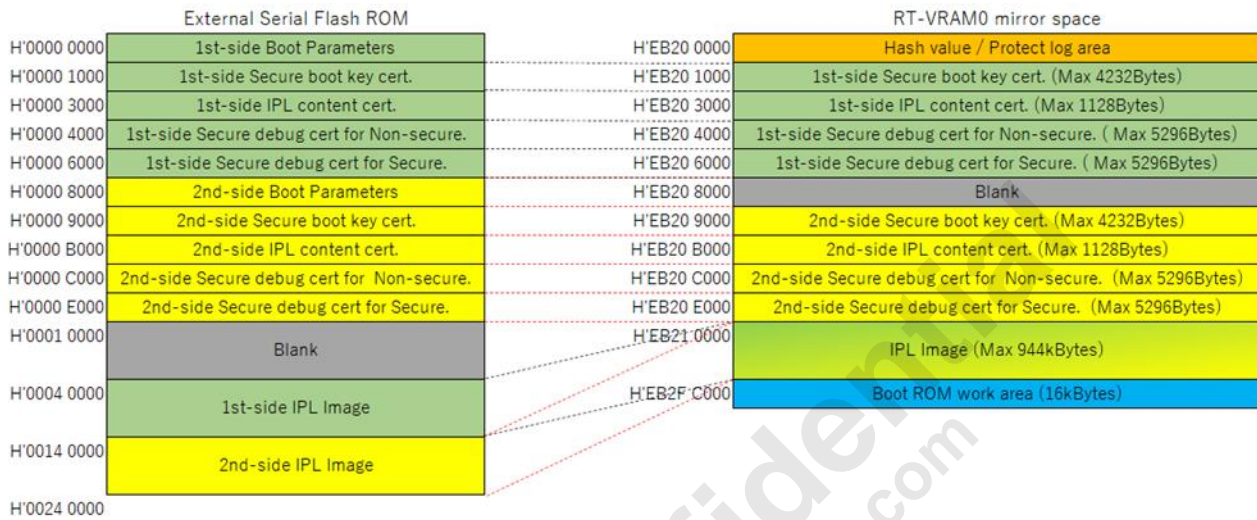 External Serial Flash ROM
H'0000 0000
1st-side Boot Parameters
H'0000 1000
1st-side Secure boot key cert.
H'0000 3000
1st-side IPL content cert.
H'0000 4000
1st-side Secure debug cert for Non-secure.
H'0000 6000
1st-side Secure debug cert for Secure.
H'0000 8000
2nd-side Boot Parameters
H'0000 9000
2nd-side Secure boot key cert.
H'0000 B000
2nd-side IPL content cert.
H'0000 C000
2nd-side Secure debug cert for Non-secure.
H'0000 E000
2nd-side Secure debug cert for Secure.
H'0001 0000
Blank
H'0004 0000
1st-side IPL Image
H'0014 0000
2nd-side IPL Image
H'0024 0000
RT-VRAM0 mirror space
H'EB20 0000
Hash value / Protect log area
H'EB20 1000
1st-side Secure boot key cert. (Max 4232Bytes)
H'EB20 3000
1st-side IPL content cert. (Max 1128Bytes)
H'EB20 4000
1st-side Secure debug cert for Non-secure. ( Max 5296Bytes)
H'EB20 6000
1st-side Secure debug cert for Secure. ( Max 5296Bytes)
H'EB20 8000
Blank
H'EB20 9000
2nd-side Secure boot key cert. (Max 4232Bytes)
H'EB20 B000
2nd-side IPL content cert. (Max 1128Bytes)
H'EB20 C000
2nd-side Secure debug cert for Non-secure. (Max 5296Bytes)
H'EB20 E000
2nd-side Secure debug cert for Secure. (Max 5296Bytes)
H'EB21 0000
IPL Image (Max 944kBytes)
H'EB2F C000
Boot ROM work area (16kBytes)
fidential
.com